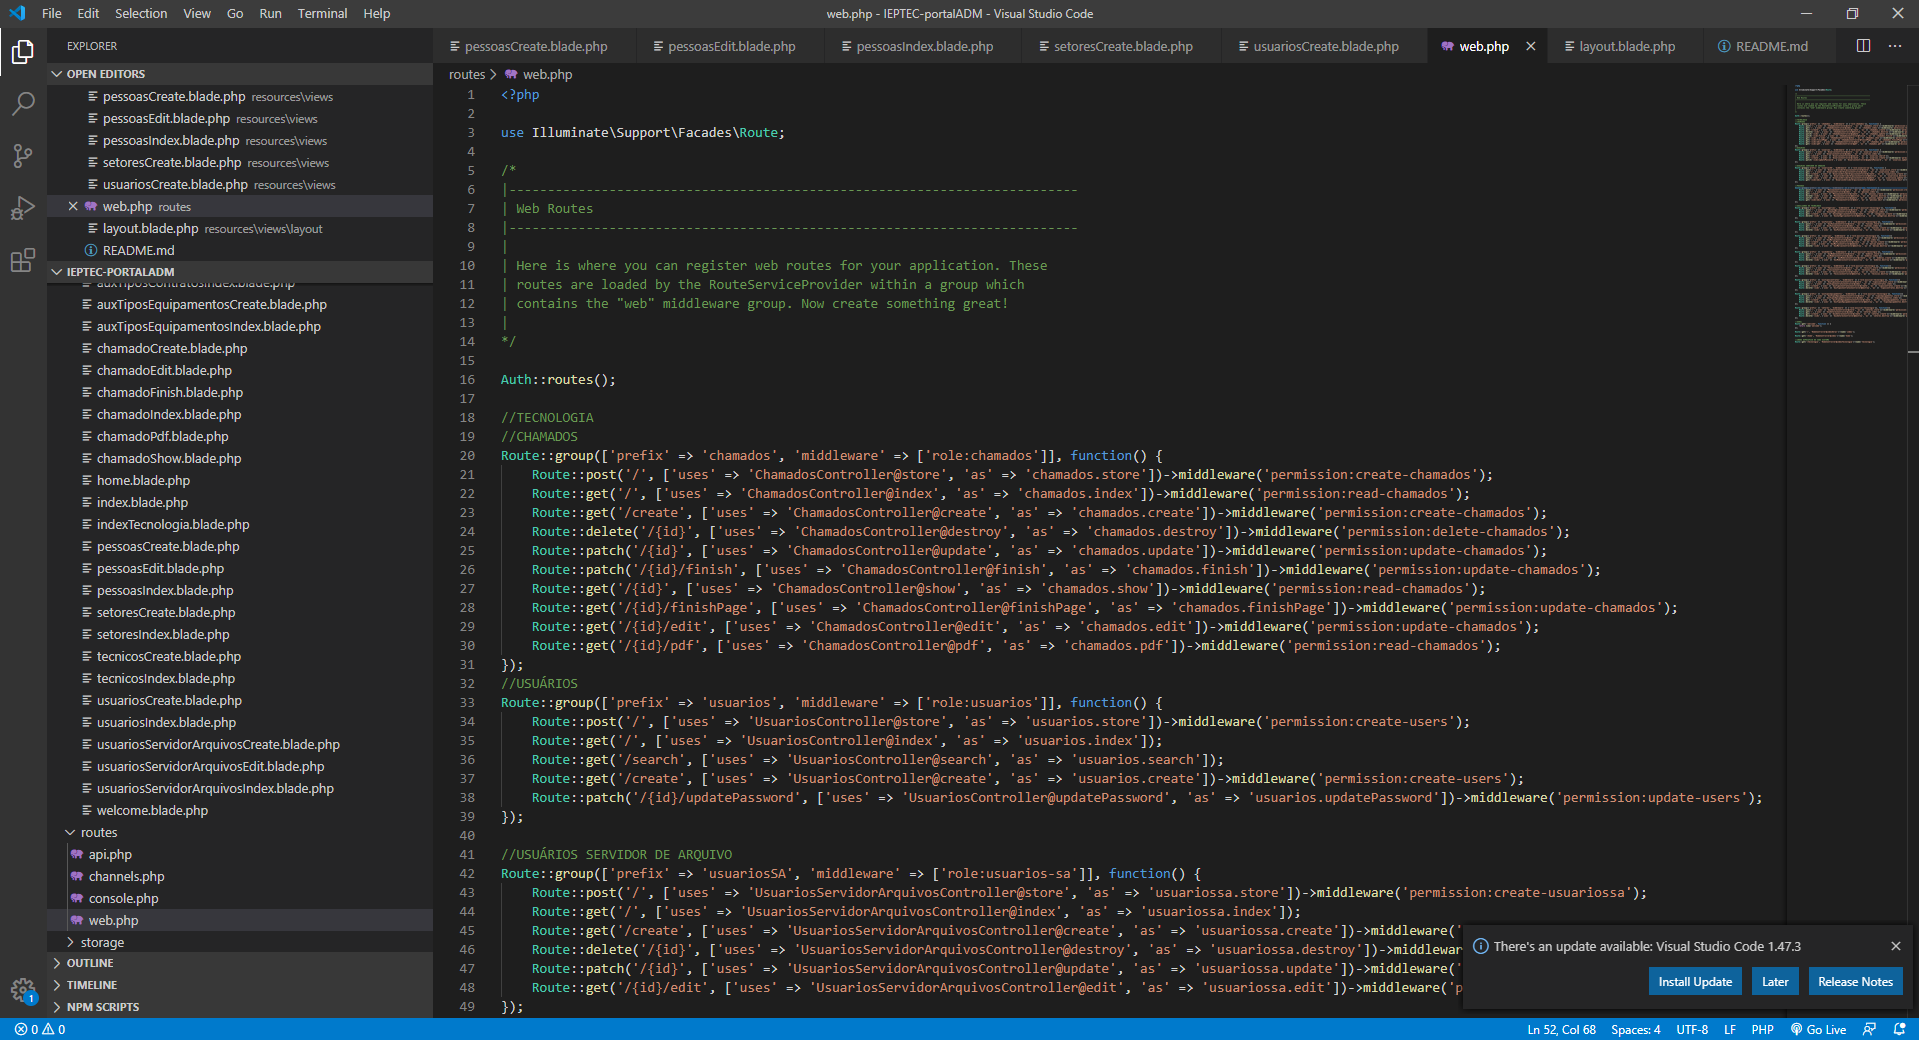 File Edit Selection View Go Run Terminal Help
web.php - IEPTEC-portalADM - Visual Studio Code
EXPLORER
OPEN EDITORS
pessoasCreate.blade.php resources\views
pessoasEdit.blade.php resources\views
pessoasIndex.blade.php resources\views
setoresCreate.blade.php resources\views
usuariosCreate.blade.php resources\views
web.php routes
layout.blade.php resources\views\layout
README.md
IEPTEC-PORTALADM
auxTiposContratosIndex.blade.php
auxTiposEquipamentosCreate.blade.php
auxTiposEquipamentosIndex.blade.php
chamadoCreate.blade.php
chamadoEdit.blade.php
chamadoFinish.blade.php
chamadoIndex.blade.php
chamadoPdf.blade.php
chamadoShow.blade.php
home.blade.php
index.blade.php
indexTecnologia.blade.php
pessoasCreate.blade.php
pessoasEdit.blade.php
pessoasIndex.blade.php
setoresCreate.blade.php
setoresIndex.blade.php
tecnicosCreate.blade.php
tecnicosIndex.blade.php
usuariosCreate.blade.php
usuariosIndex.blade.php
usuariosServidorArquivosCreate.blade.php
usuariosServidorArquivosEdit.blade.php
usuariosServidorArquivosIndex.blade.php
welcome.blade.php
routes
api.php
channels.php
console.php
web.php
storage
OUTLINE
TIMELINE
NPM SCRIPTS
1
pessoasCreate.blade.php pessoasEdit.blade.php pessoasIndex.blade.php setoresCreate.blade.php usuariosCreate.blade.php web.php layout.blade.php README.md
routes > web.php
1 <?php
2
3 use Illuminate\Support\Facades\Route;
4
5 /*
6 |--------------------------------------------------------------------------
7 | Web Routes
8 |--------------------------------------------------------------------------
9 |
10 | Here is where you can register web routes for your application. These
11 | routes are loaded by the RouteServiceProvider within a group which
12 | contains the "web" middleware group. Now create something great!
13 |
14 */
15
16 Auth::routes();
17
18 //TECNOLOGIA
19 //CHAMADOS
20 Route::group(['prefix' => 'chamados', 'middleware' => ['role:chamados']], function() {
21 Route::post('/', ['uses' => 'ChamadosController@store', 'as' => 'chamados.store'])->middleware('permission:create-chamados');
22 Route::get('/', ['uses' => 'ChamadosController@index', 'as' => 'chamados.index'])->middleware('permission:read-chamados');
23 Route::get('/create', ['uses' => 'ChamadosController@create', 'as' => 'chamados.create'])->middleware('permission:create-chamados');
24 Route::delete('/{id}', ['uses' => 'ChamadosController@destroy', 'as' => 'chamados.destroy'])->middleware('permission:delete-chamados');
25 Route::patch('/{id}', ['uses' => 'ChamadosController@update', 'as' => 'chamados.update'])->middleware('permission:update-chamados');
26 Route::patch('/{id}/finish', ['uses' => 'ChamadosController@finish', 'as' => 'chamados.finish'])->middleware('permission:update-chamados');
27 Route::get('/{id}', ['uses' => 'ChamadosController@show', 'as' => 'chamados.show'])->middleware('permission:read-chamados');
28 Route::get('/{id}/finishPage', ['uses' => 'ChamadosController@finishPage', 'as' => 'chamados.finishPage'])->middleware('permission:update-chamados');
29 Route::get('/{id}/edit', ['uses' => 'ChamadosController@edit', 'as' => 'chamados.edit'])->middleware('permission:update-chamados');
30 Route::get('/{id}/pdf', ['uses' => 'ChamadosController@pdf', 'as' => 'chamados.pdf'])->middleware('permission:read-chamados');
31 });
32 //USUÁRIOS
33 Route::group(['prefix' => 'usuarios', 'middleware' => ['role:usuarios']], function() {
34 Route::post('/', ['uses' => 'UsuariosController@store', 'as' => 'usuarios.store'])->middleware('permission:create-users');
35 Route::get('/', ['uses' => 'UsuariosController@index', 'as' => 'usuarios.index']);
36 Route::get('/search', ['uses' => 'UsuariosController@search', 'as' => 'usuarios.search']);
37 Route::get('/create', ['uses' => 'UsuariosController@create', 'as' => 'usuarios.create'])->middleware('permission:create-users');
38 Route::patch('/{id}/updatePassword', ['uses' => 'UsuariosController@updatePassword', 'as' => 'usuarios.updatePassword'])->middleware('permission:update-users');
39 });
40
41 //USUÁRIOS SERVIDOR DE ARQUIVO
42 Route::group(['prefix' => 'usuariosSA', 'middleware' => ['role:usuarios-sa']], function() {
43 Route::post('/', ['uses' => 'UsuariosServidorArquivosController@store', 'as' => 'usuariossa.store'])->middleware('permission:create-usuariossa');
44 Route::get('/', ['uses' => 'UsuariosServidorArquivosController@index', 'as' => 'usuariossa.index']);
45 Route::get('/create', ['uses' => 'UsuariosServidorArquivosController@create', 'as' => 'usuariossa.create'])->middleware('
46 Route::delete('/{id}', ['uses' => 'UsuariosServidorArquivosController@destroy', 'as' => 'usuariossa.destroy'])->middlewar
47 Route::patch('/{id}', ['uses' => 'UsuariosServidorArquivosController@update', 'as' => 'usuariossa.update'])->middleware('
48 Route::get('/{id}/edit', ['uses' => 'UsuariosServidorArquivosController@edit', 'as' => 'usuariossa.edit'])->middleware('p
49 });
There's an update available: Visual Studio Code 1.47.3
Install Update Later Release Notes
0 0
Ln 52, Col 68 Spaces: 4 UTF-8 LF PHP Go Live